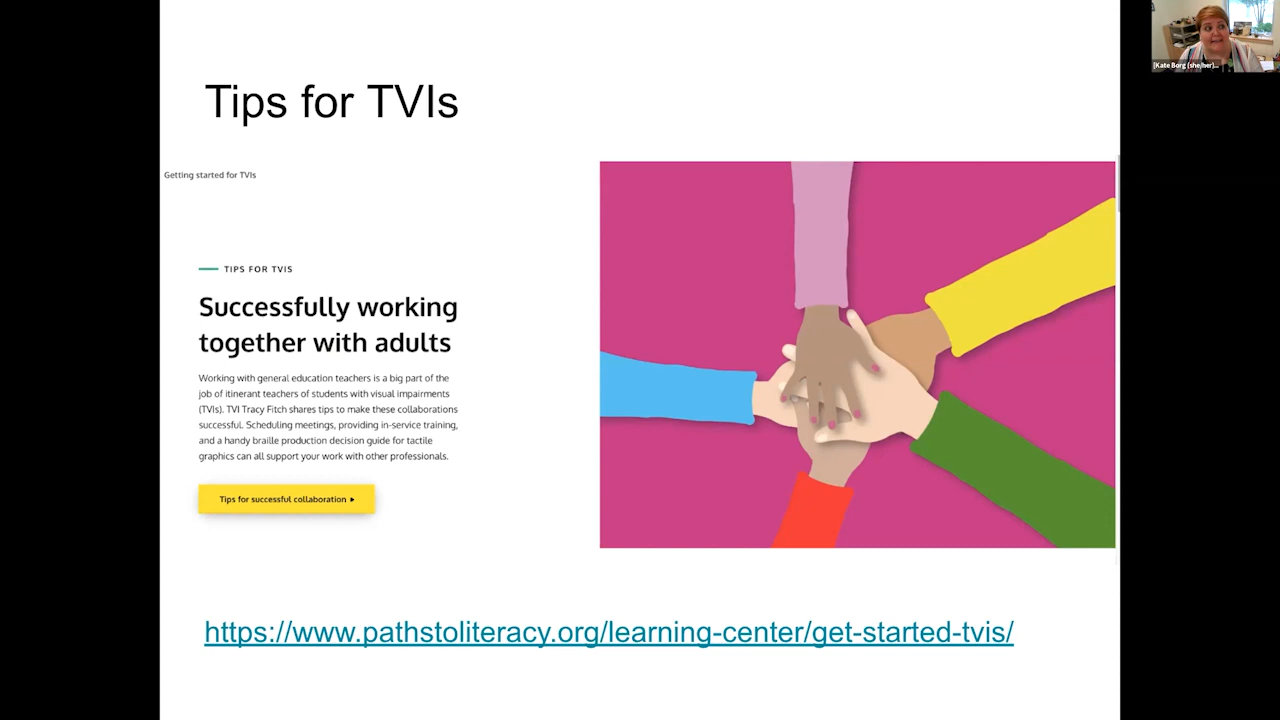 Tips for TVIs
[Kate Borg (she/her)...
Getting started for TVIs
TIPS FOR TVIS
Successfully working
together with adults
Working with general education teachers is a big part of the
job of itinerant teachers of students with visual impairments
(TVIs). TVI Tracy Fitch shares tips to make these collaborations
successful. Scheduling meetings, providing in-service training,
and a handy braille production decision guide for tactile
graphics can all support your work with other professionals.
Tips for successful collaboration ▸
https://www.pathstoliteracy.org/learning-center/get-started-tvis/